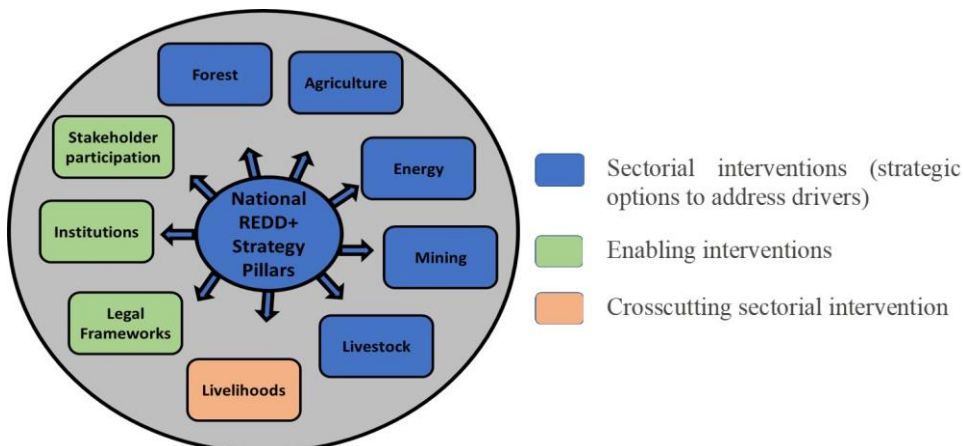 Forest
Agriculture
Stakeholder
participation
Energy
National
REDD+
Strategy
Pillars
Institutions
Mining
Legal
Frameworks
Livestock
Livelihoods
Sectorial interventions (strategic
options to address drivers)
Enabling interventions
Crosscutting sectorial intervention